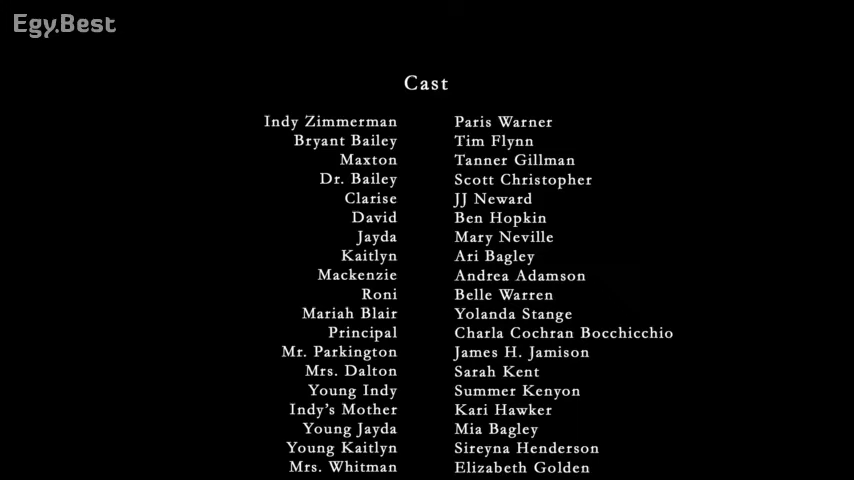 Egy.Best
Cast
Indy Zimmerman Paris Warner
Bryant Bailey Tim Flynn
Maxton Tanner Gillman
Dr. Bailey Scott Christopher
Clarise JJ Neward
David Ben Hopkin
Jayda Mary Neville
Kaitlyn Ari Bagley
Mackenzie Andrea Adamson
Roni Belle Warren
Mariah Blair Yolanda Stange
Principal Charla Cochran Bocchicchio
Mr. Parkington James H. Jamison
Mrs. Dalton Sarah Kent
Young Indy Summer Kenyon
Indy's Mother Kari Hawker
Young Jayda Mia Bagley
Young Kaitlyn Sireyna Henderson
Mrs. Whitman Elizabeth Golden